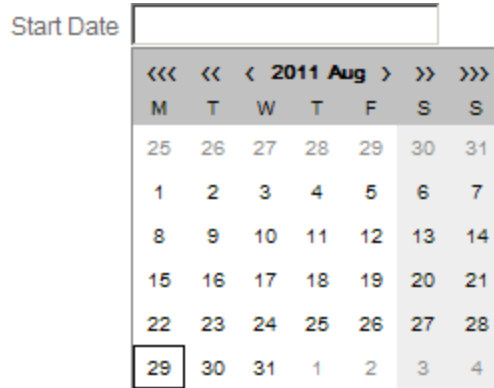 Start Date
‹‹‹ ‹‹ ‹ 2011 Aug › ›› ›››
M T W T F S S
25 26 27 28 29 30 31
1 2 3 4 5 6 7
8 9 10 11 12 13 14
15 16 17 18 19 20 21
22 23 24 25 26 27 28
29 30 31 1 2 3 4